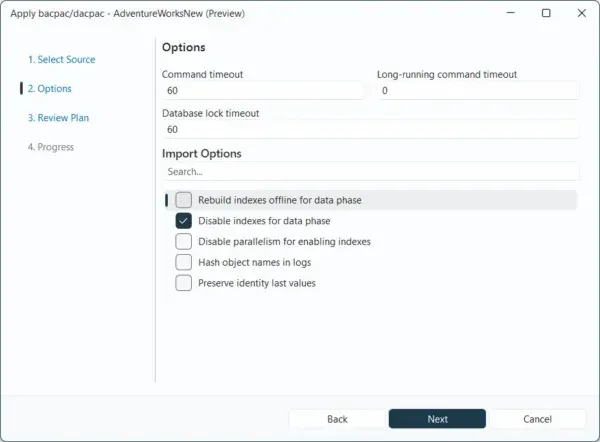 Apply bacpac/dacpac - AdventureWorksNew (Preview)
1. Select Source
2. Options
3. Review Plan
4. Progress
Options
Command timeout
60
Long-running command timeout
0
Database lock timeout
60
Import Options
Search...
Rebuild indexes offline for data phase
Disable indexes for data phase
Disable parallelism for enabling indexes
Hash object names in logs
Preserve identity last values
Back
Next
Cancel